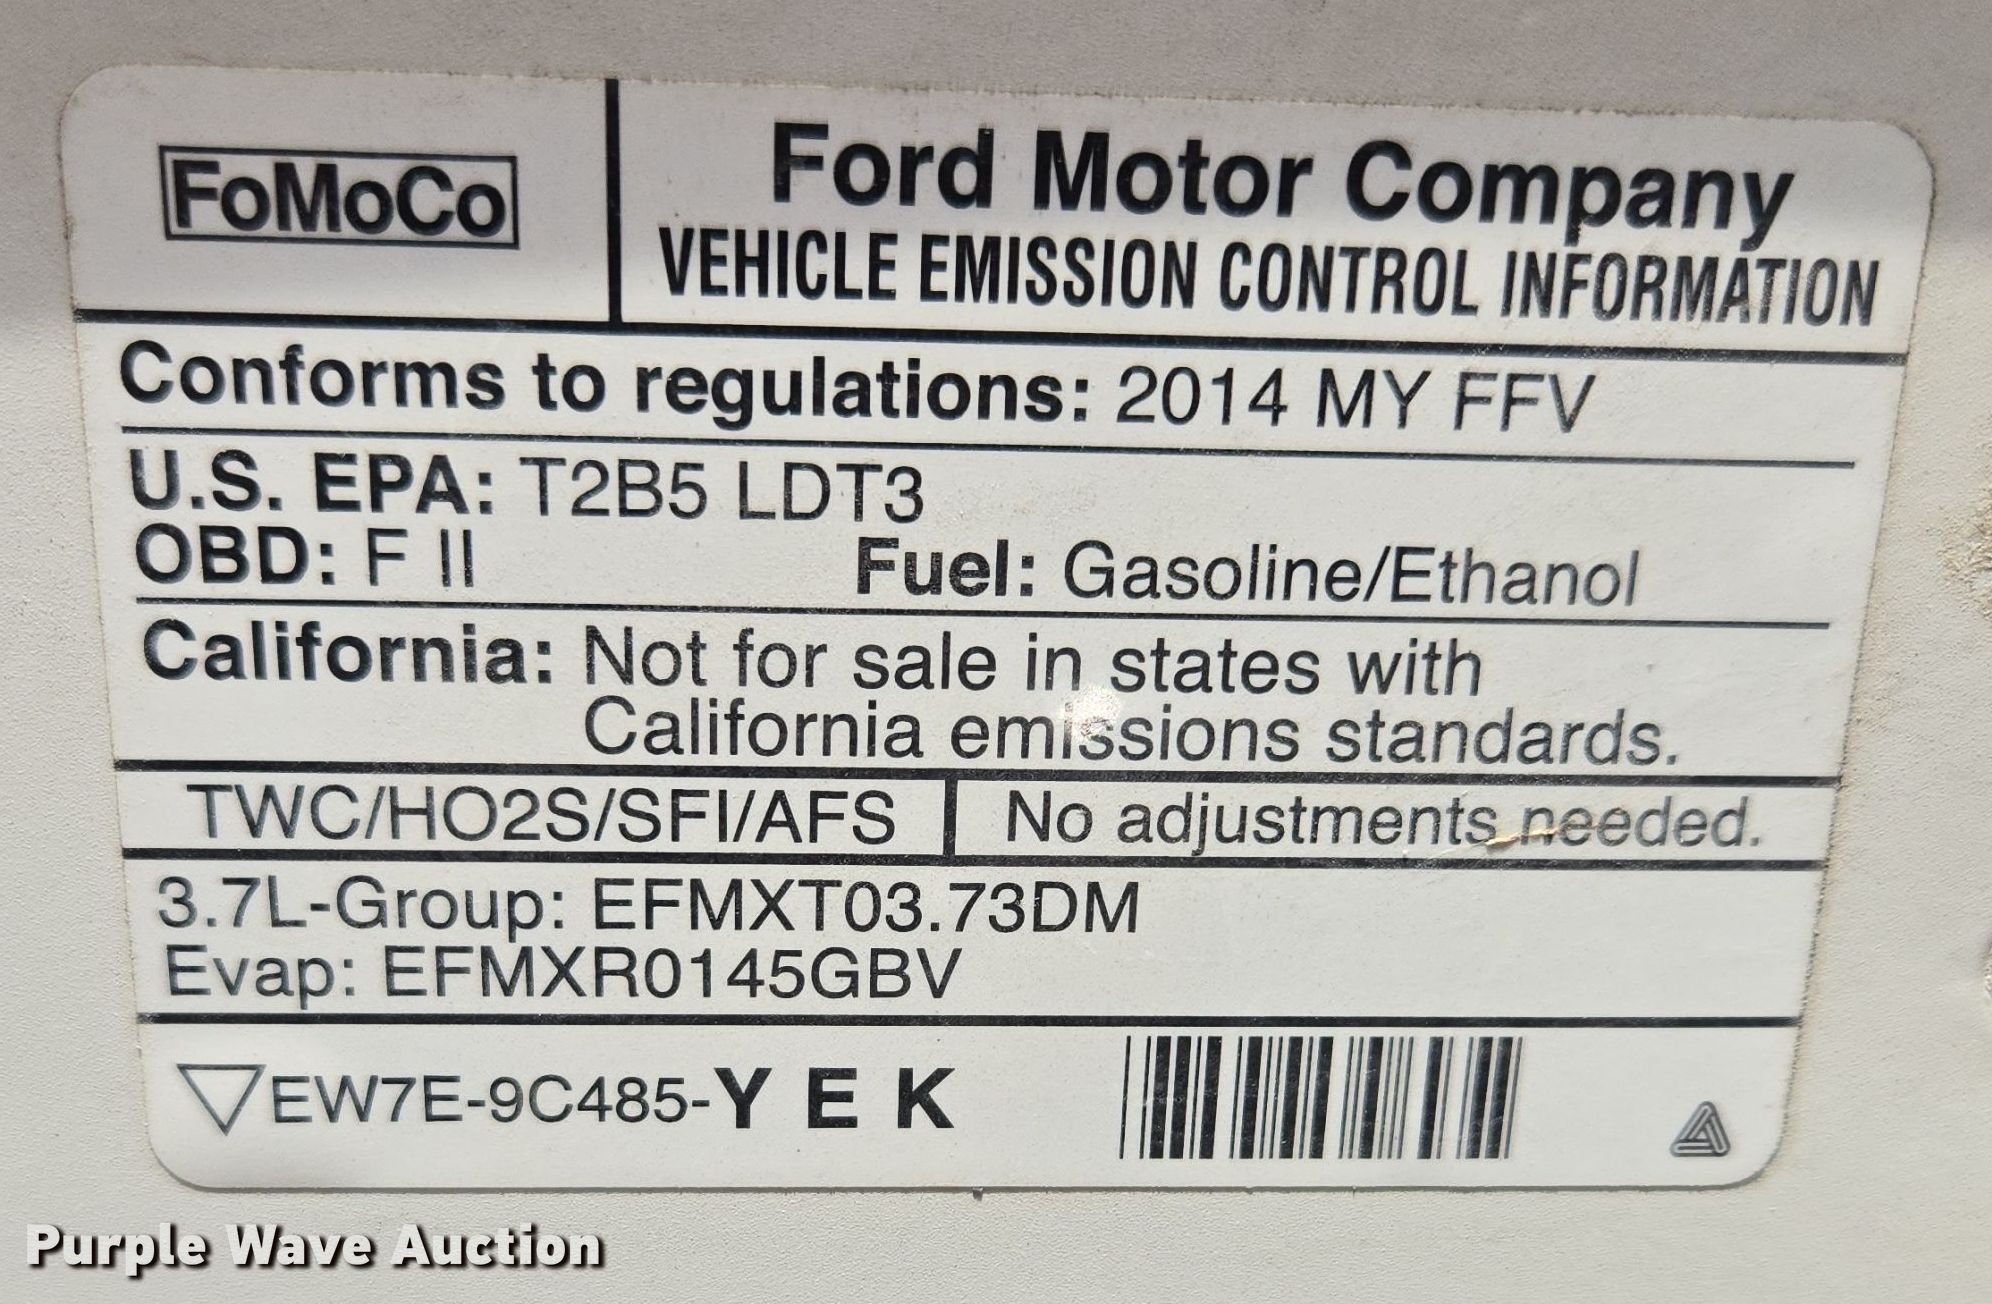 FoMoCo
Ford Motor Company
VEHICLE EMISSION CONTROL INFORMATION
Conforms to regulations: 2014 MY FFV
U.S. EPA: T2B5 LDT3
OBD: F II Fuel: Gasoline/Ethanol
California: Not for sale in states with
California emissions standards.
TWC/HO2S/SFI/AFS No adjustments needed.
3.7L-Group: EFMXT03.73DM
Evap: EFMXR0145GBV
EW7E-9C485-Y E K
Purple Wave Auction